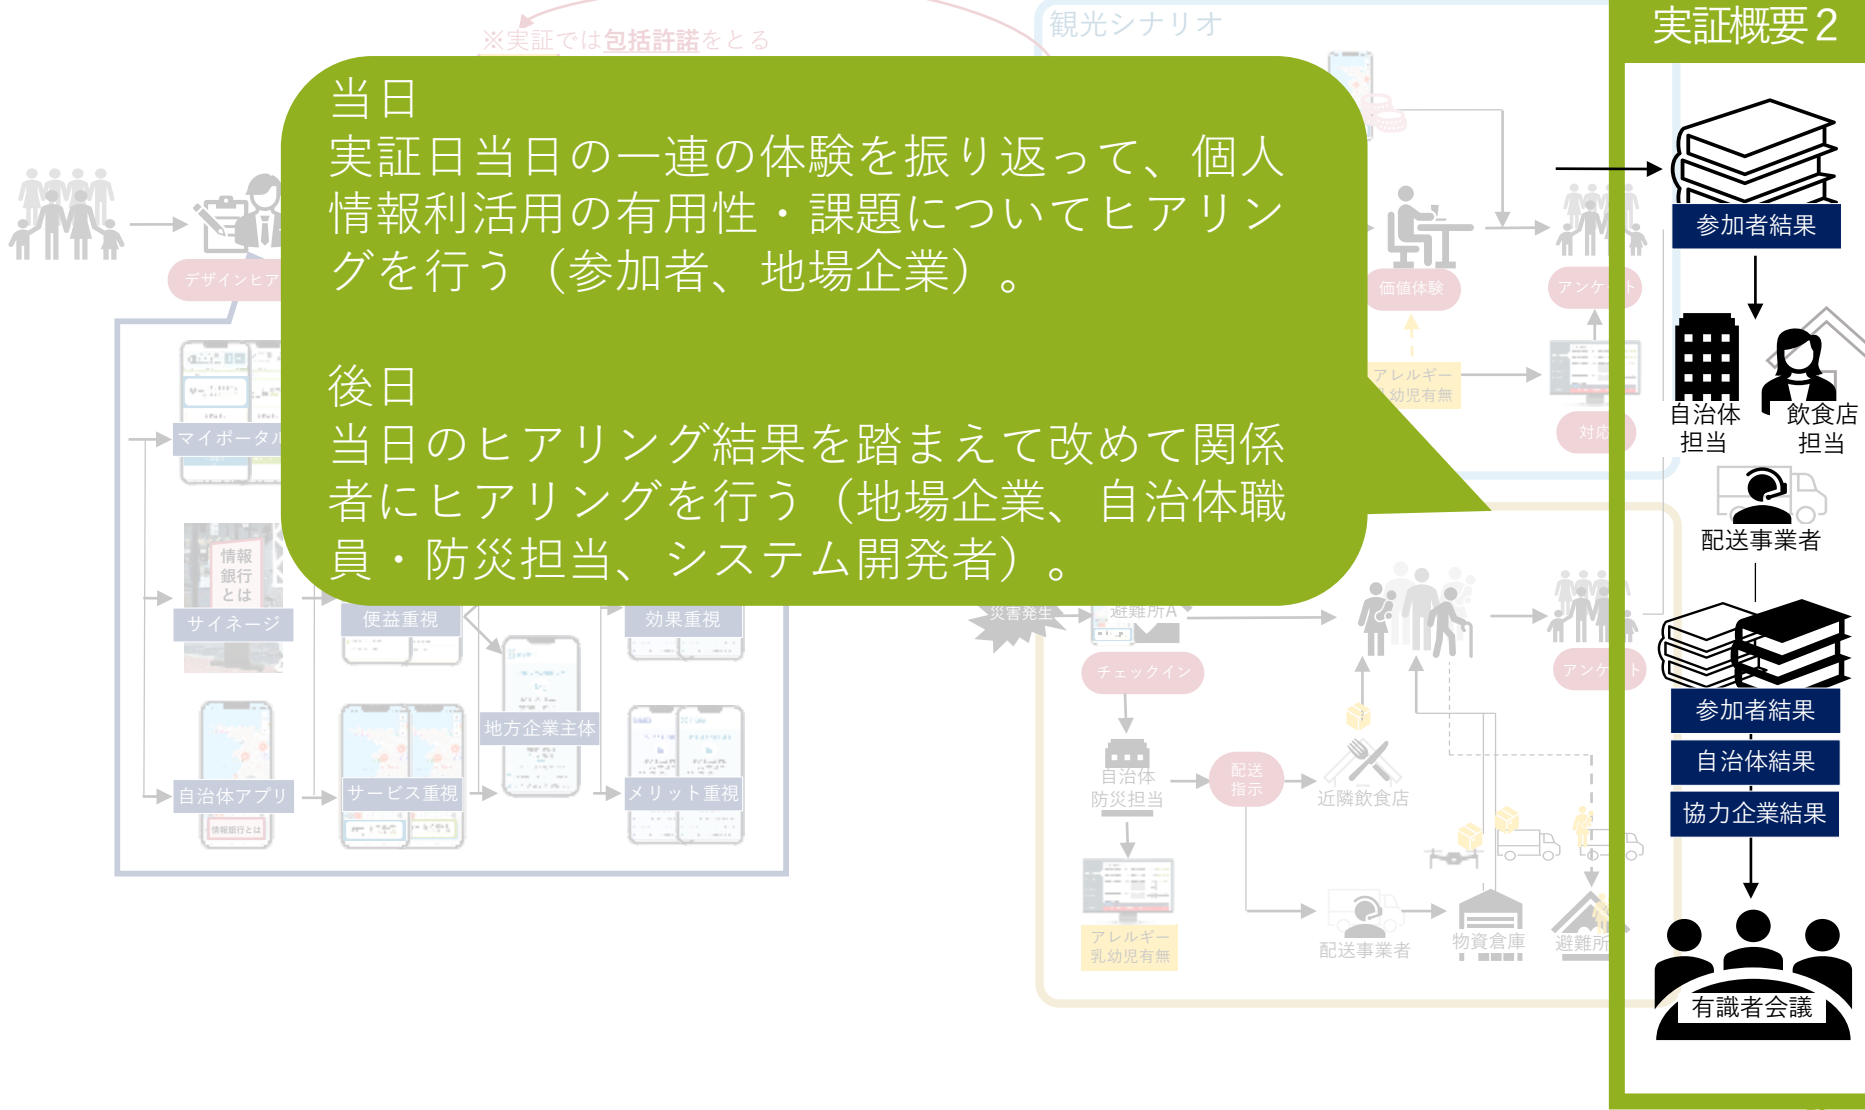 観光シナリオ
実証概要2
※実証では包括許諾をとる
当日
実証日当日の一連の体験を振り返って、個人
情報利活用の有用性・課題についてヒアリン
グを行う（参加者、地場企業）。
後日
当日のヒアリング結果を踏まえて改めて関係
者にヒアリングを行う（地場企業、自治体職
員・防災担当、システム開発者）。
デザインヒア
マイポータル
情報
銀行
とは
サイネージ
便益重視
効果重視
地方企業主体
自治体アプリ
サービス重視
メリット重視
情報銀行とは
価値体験
アンケート
アレルギー
乳幼児有無
対応
災害発生
避難所A
チェックイン
アンケート
自治体
防災担当
配送
指示
近隣飲食店
アレルギー
乳幼児有無
配送事業者
物資倉庫
避難所
参加者結果
自治体
担当
飲食店
担当
配送事業者
参加者結果
自治体結果
協力企業結果
有識者会議